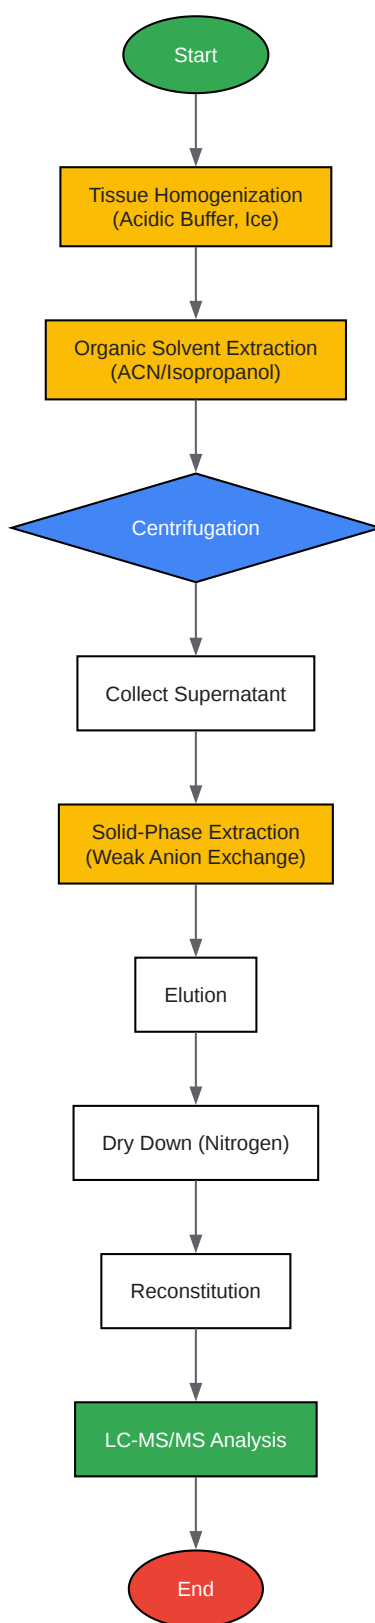 Start
Tissue Homogenization
(Acidic Buffer, Ice)
Organic Solvent Extraction
(ACN/Isopropanol)
Centrifugation
Collect Supernatant
Solid-Phase Extraction
(Weak Anion Exchange)
Elution
Dry Down (Nitrogen)
Reconstitution
LC-MS/MS Analysis
End